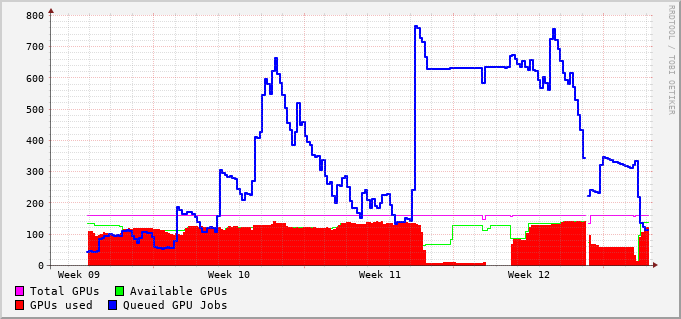 800
700
600
500
400
300
200
100
0
Week 09 Week 10 Week 11 Week 12
Total GPUs Available GPUs
GPUs used Queued GPU Jobs
RRDTOOL / TOBI OETIKER